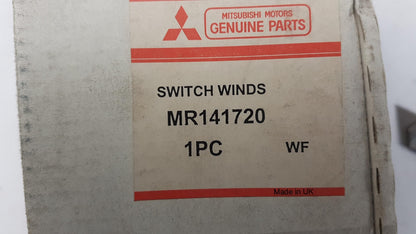 MITSUBISHI MOTORS
GENUINE PARTS
SWITCH WINDS
MR141720
1PC WF
Made in UK